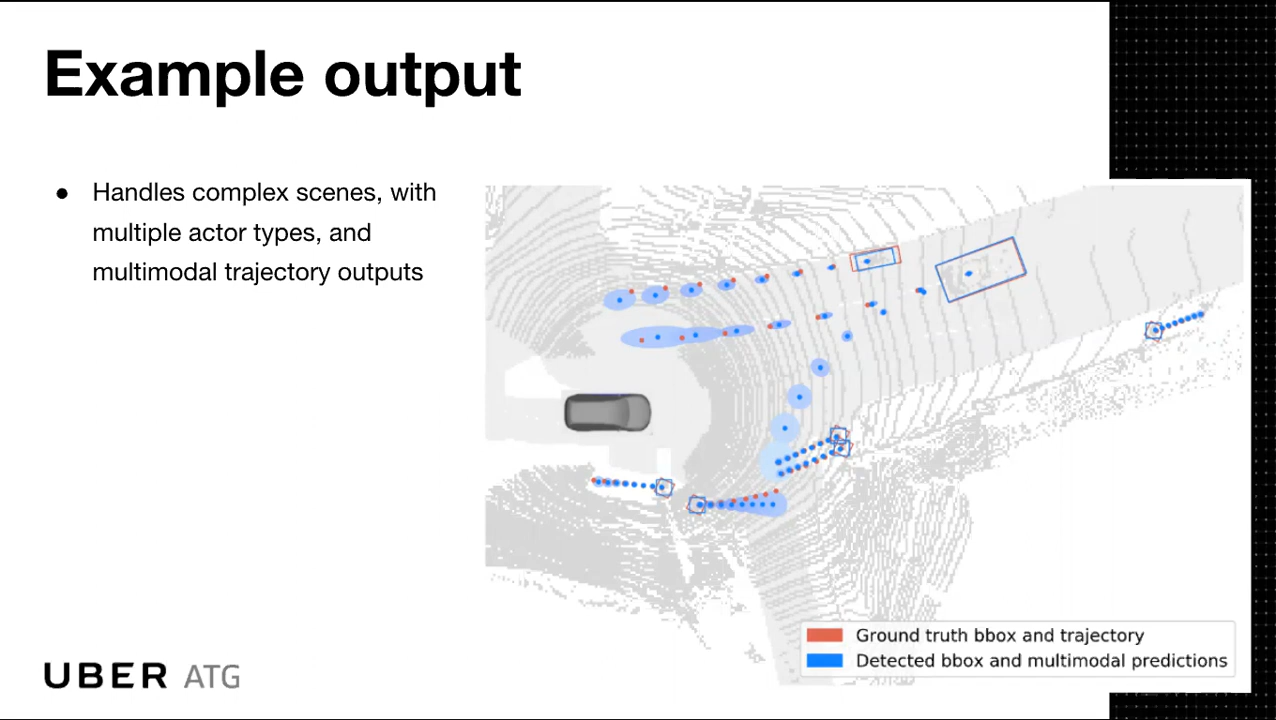 Example output
● Handles complex scenes, with
multiple actor types, and
multimodal trajectory outputs
Ground truth bbox and trajectory
Detected bbox and multimodal predictions
UBER ATG